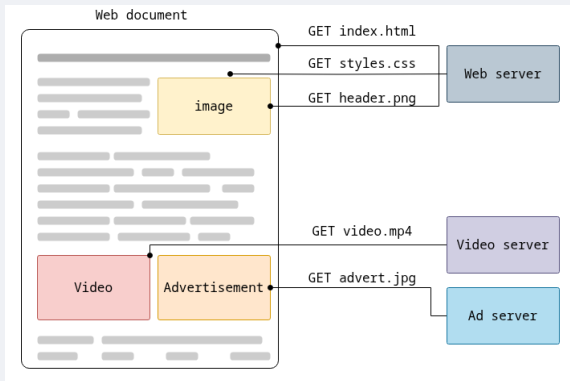 Web document
GET index.html
GET styles.css
Web server
image
GET header.png
GET video.mp4
Video server
Video
Advertisement
GET advert.jpg
Ad server